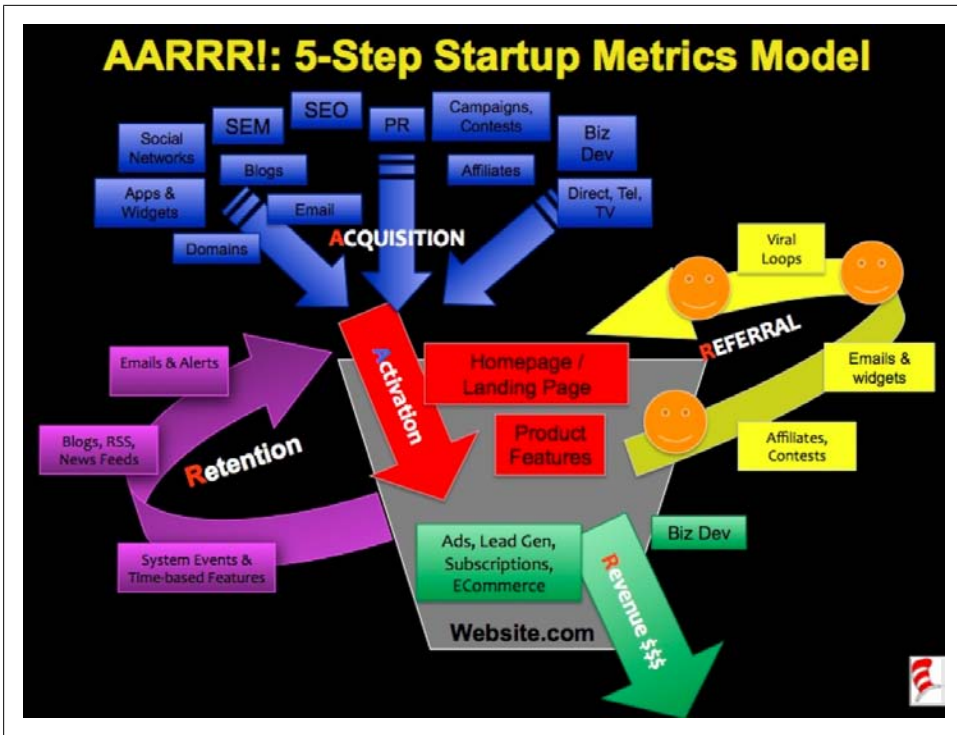 AARRR!: 5-Step Startup Metrics Model
SEO
Campaigns,
Contests
SEM
PR
Biz
Dev
Social
Networks
Blogs
Affiliates
Apps &
Widgets
Email
Direct, Tel,
TV
Domains
ACQUISITION
Viral
Loops
REFERRAL
Emails &
widgets
Affiliates,
Contests
Emails & Alerts
Blogs, RSS,
News Feeds
Retention
System Events &
Time-based Features
Activation
Homepage /
Landing Page
Product
Features
Ads, Lead Gen,
Subscriptions,
ECommerce
Biz Dev
Revenue $$$
Website.com